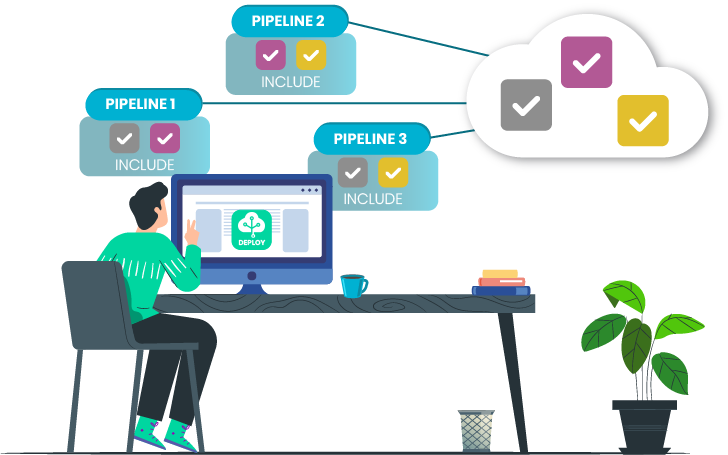 PIPELINE 2
INCLUDE
PIPELINE 1
INCLUDE
PIPELINE 3
INCLUDE
DEPLOY